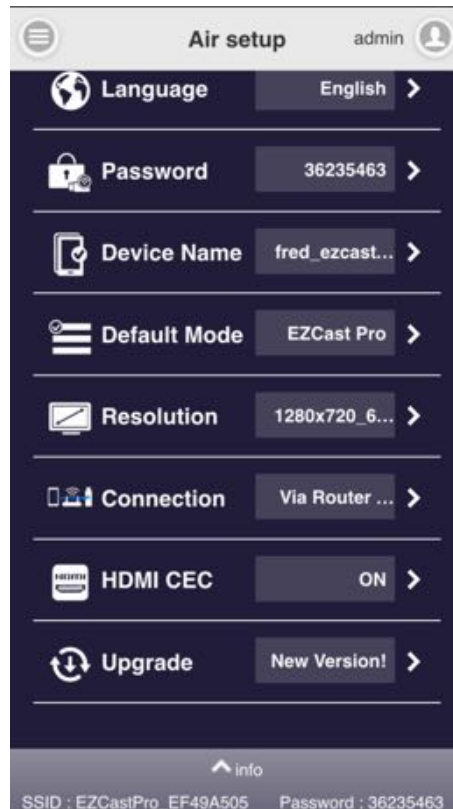 Air setup admin
Language English
Password 36235463
Device Name fred_ezcast...
Default Mode EZCast Pro
Resolution 1280x720_6...
Connection Via Router ...
HDMI
HDMI CEC ON
Upgrade New Version!
info
SSID : EZCastPro_EF49A505 Password : 36235463